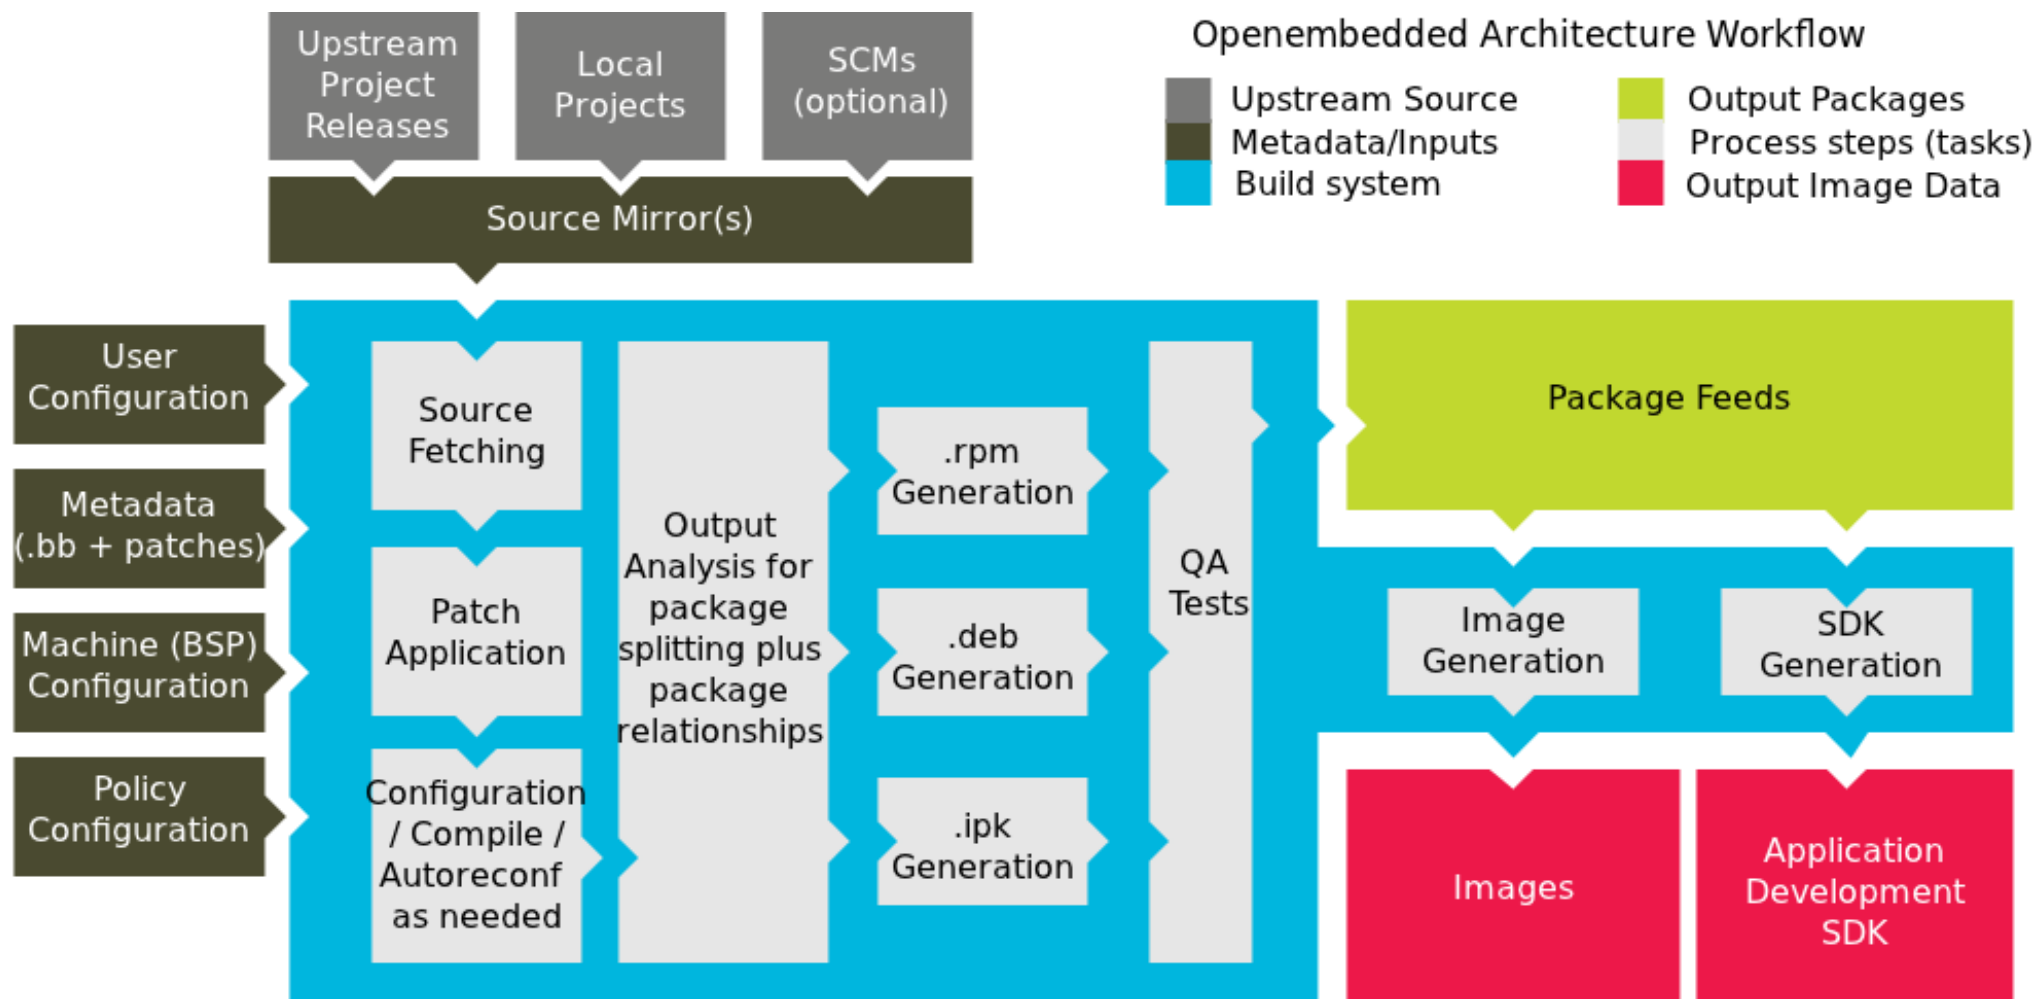 Upstream
Project
Releases
Local
Projects
SCMs
(optional)
Openembedded Architecture Workflow
Upstream Source
Metadata/Inputs
Build system
Output Packages
Process steps (tasks)
Output Image Data
Source Mirror(s)
User
Configuration
Metadata
(.bb + patches)
Machine (BSP)
Configuration
Policy
Configuration
Source
Fetching
Patch
Application
Configuration
/ Compile /
Autoreconf
as needed
Output
Analysis for
package
splitting plus
package
relationships
.rpm
Generation
.deb
Generation
.ipk
Generation
QA
Tests
Package Feeds
Image
Generation
SDK
Generation
Images
Application
Development
SDK